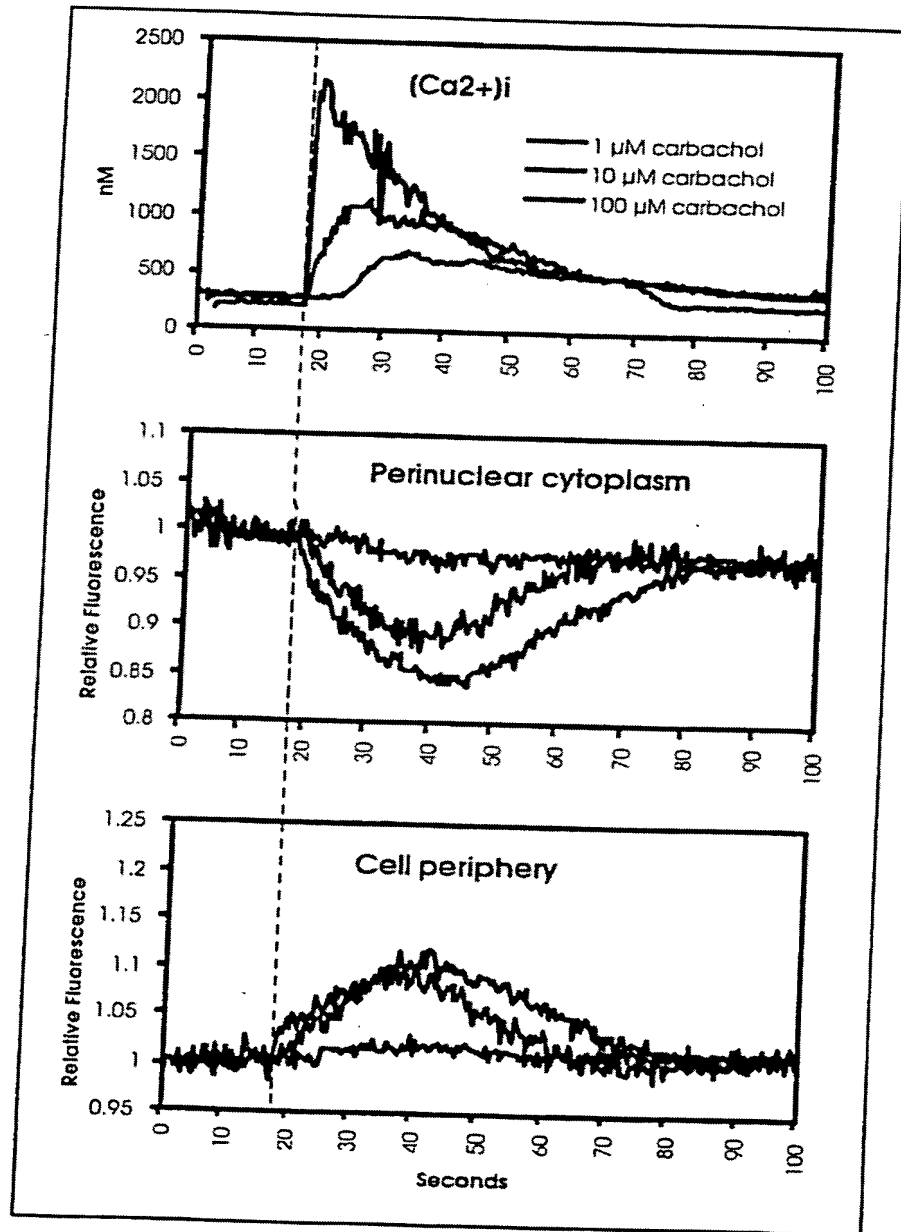 2500
2000
1500
1000
500
0
nM
(Ca2+)i
1 µM carbachol
10 µM carbachol
100 µM carbachol
0 10 20 30 40 50 60 70 80 90 100
1.1
1.05
1
0.95
0.9
0.85
0.8
Relative Fluorescence
Perinuclear cytoplasm
0 10 20 30 40 50 60 70 80 90 100
1.25
1.2
1.15
1.1
1.05
1
0.95
Relative Fluorescence
Cell periphery
0 10 20 30 40 50 60 70 80 90 100
Seconds